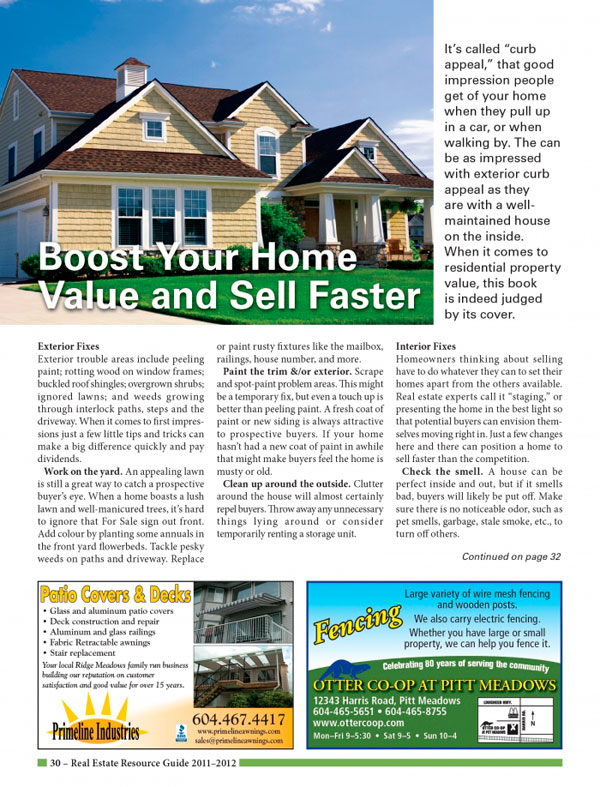 It's called "curb
appeal," that good
impression people
get of your home
when they pull up
in a car, or when
walking by. The can
be as impressed
with exterior curb
appeal as they
are with a well-
maintained house
on the inside.
When it comes to
residential property
value, this book
is indeed judged
by its cover.
Boost Your Home
Value and Sell Faster
Exterior Fixes
Exterior trouble areas include peeling
paint; rotting wood on window frames;
buckled roof shingles; overgrown shrubs;
ignored lawns; and weeds growing
through interlock paths, steps and the
driveway. When it comes to first impres-
sions just a few little tips and tricks can
make a big difference quickly and pay
dividends.
Work on the yard. An appealing lawn
is still a great way to catch a prospective
buyer's eye. When a home boasts a lush
lawn and well-manicured trees, it's hard
to ignore that For Sale sign out front.
Add colour by planting some annuals in
the front yard flowerbeds. Tackle pesky
weeds on paths and driveway. Replace
or paint rusty fixtures like the mailbox,
railings, house number, and more.
Paint the trim &/or exterior. Scrape
and spot-paint problem areas. This might
be a temporary fix, but even a touch up is
better than peeling paint. A fresh coat of
paint or new siding is always attractive
to prospective buyers. If your home
hasn't had a new coat of paint in awhile
that might make buyers feel the home is
musty or old.
Clean up around the outside. Clutter
around the house will almost certainly
repel buyers. Throw away any unnecessary
things lying around or consider
temporarily renting a storage unit.
Interior Fixes
Homeowners thinking about selling
have to do whatever they can to set their
homes apart from the others available.
Real estate experts call it "staging," or
presenting the home in the best light so
that potential buyers can envision them-
selves moving right in. Just a few changes
here and there can position a home to
sell faster than the competition.
Check the smell. A house can be
perfect inside and out, but if it smells
bad, buyers will likely be put off. Make
sure there is no noticeable odor, such as
pet smells, garbage, stale smoke, etc., to
turn off others.
Continued on page 32
Patio Covers & Decks
• Glass and aluminum patio covers
• Deck construction and repair
• Aluminum and glass railings
• Fabric Retractable awnings
• Stair replacement
Your local Ridge Meadows family run business
building our reputation on customer
satisfaction and good value for over 15 years.
Primeline Industries
BBB
604.467.4417
www.primelineawnings.com
sales@primelineawnings.com
Large variety of wire mesh fencing
and wooden posts.
We also carry electric fencing.
Whether you have large or small
property, we can help you fence it.
Fencing
Celebrating 80 years of serving the community
OTTER CO-OP AT PITT MEADOWS
12343 Harris Road, Pitt Meadows
604-465-5651 • 604-465-8755
www.ottercoop.com
Mon–Fri 9–5:30 • Sat 9–5 • Sun 10–4
LOUGHEED HWY.
HARRIS RD.
N
OTTER CO-OP
AT PITT MEADOWS
30 – Real Estate Resource Guide 2011–2012